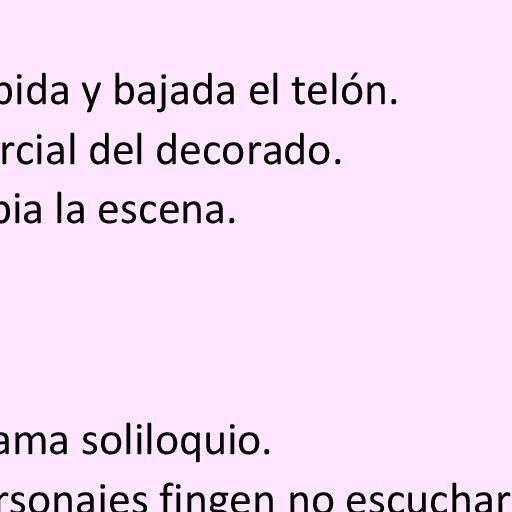 bida y bajada el telón.
rcial del decorado.
bia la escena.
ama soliloquio.
rsonajes fingen no escuchar